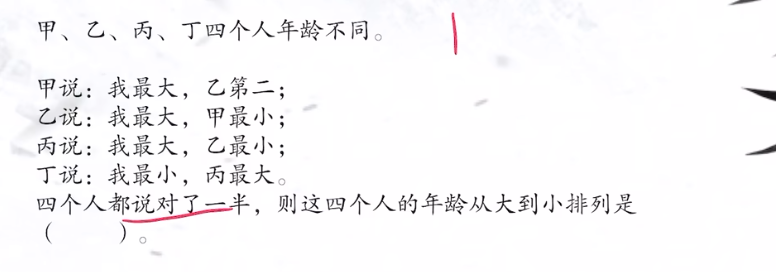 甲、乙、丙、丁四个人年龄不同。
甲说：我最大，乙第二；
乙说：我最大，甲最小；
丙说：我最大，乙最小；
丁说：我最小，丙最大。
四个人都说对了一半，则这四个人的年龄从大到小排列是
（　　）。